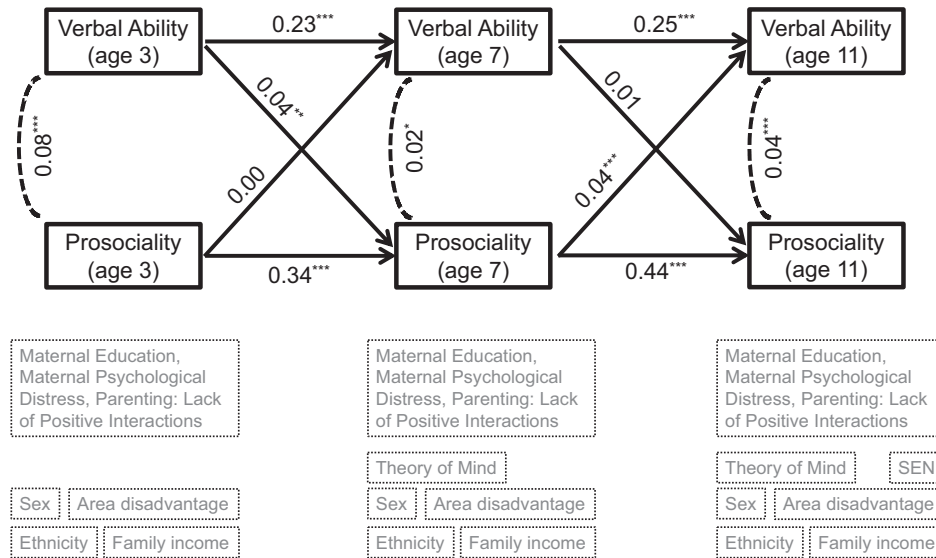 Verbal Ability
(age 3)
0.23***
Verbal Ability
(age 7)
0.25***
Verbal Ability
(age 11)
0.08***
0.04**
0.00
0.02*
0.01
0.04***
0.04***
Prosociality
(age 3)
0.34***
Prosociality
(age 7)
0.44***
Prosociality
(age 11)
Maternal Education,
Maternal Psychological
Distress, Parenting: Lack
of Positive Interactions
Maternal Education,
Maternal Psychological
Distress, Parenting: Lack
of Positive Interactions
Maternal Education,
Maternal Psychological
Distress, Parenting: Lack
of Positive Interactions
Theory of Mind
Theory of Mind
SEN
Sex
Area disadvantage
Sex
Area disadvantage
Sex
Area disadvantage
Ethnicity
Family income
Ethnicity
Family income
Ethnicity
Family income